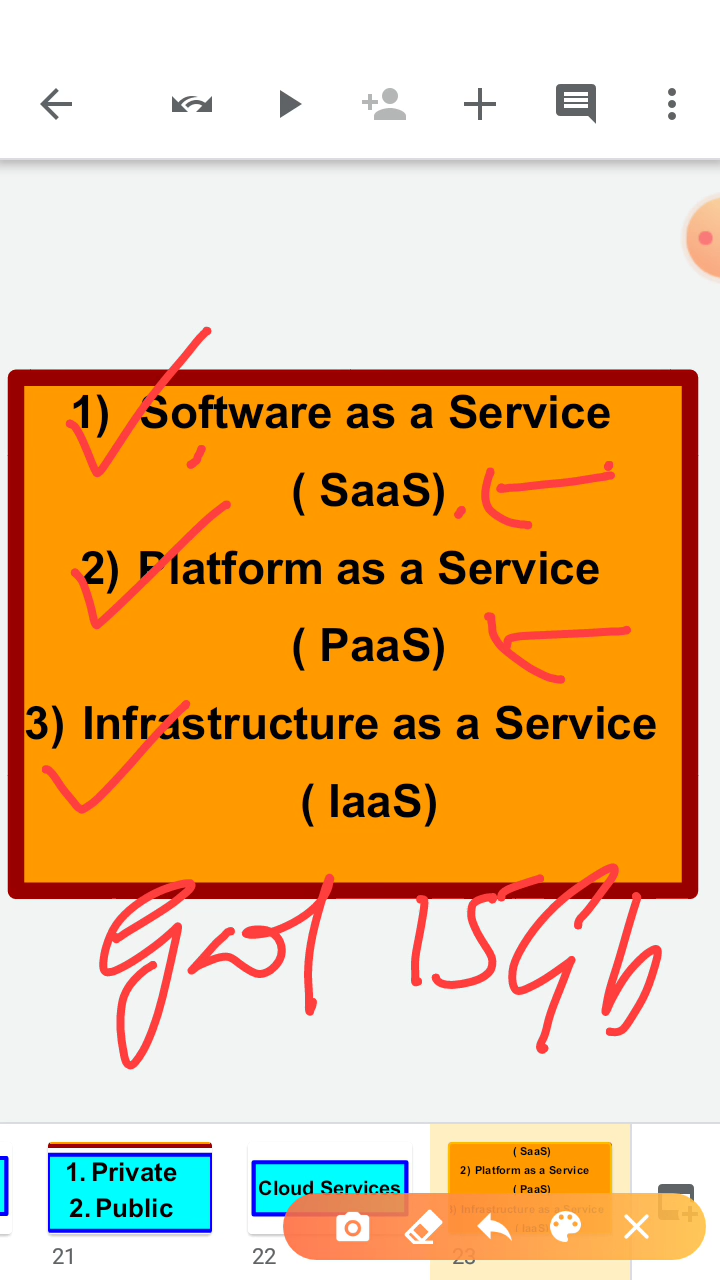 1) Software as a Service
( SaaS)
2) Platform as a Service
( PaaS)
3) Infrastructure as a Service
( IaaS)
15Gb
1. Private
2. Public
Cloud Services
( SaaS)
2) Platform as a Service
( PaaS)
21
22
23